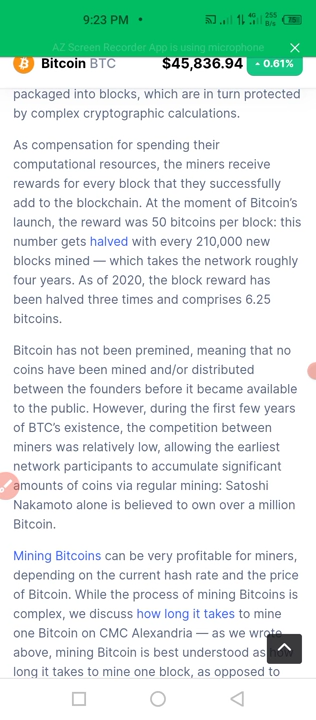 9:23 PM
4G 255 B/s
AZ Screen Recorder App is using microphone
Bitcoin BTC $45,836.94 0.61%
packaged into blocks, which are in turn protected
by complex cryptographic calculations.
As compensation for spending their
computational resources, the miners receive
rewards for every block that they successfully
add to the blockchain. At the moment of Bitcoin’s
launch, the reward was 50 bitcoins per block: this
number gets halved with every 210,000 new
blocks mined — which takes the network roughly
four years. As of 2020, the block reward has
been halved three times and comprises 6.25
bitcoins.
Bitcoin has not been premined, meaning that no
coins have been mined and/or distributed
between the founders before it became available
to the public. However, during the first few years
of BTC’s existence, the competition between
miners was relatively low, allowing the earliest
network participants to accumulate significant
amounts of coins via regular mining: Satoshi
Nakamoto alone is believed to own over a million
Bitcoin.
Mining Bitcoins can be very profitable for miners,
depending on the current hash rate and the price
of Bitcoin. While the process of mining Bitcoins is
complex, we discuss how long it takes to mine
one Bitcoin on CMC Alexandria — as we wrote
above, mining Bitcoin is best understood as how
long it takes to mine one block, as opposed to